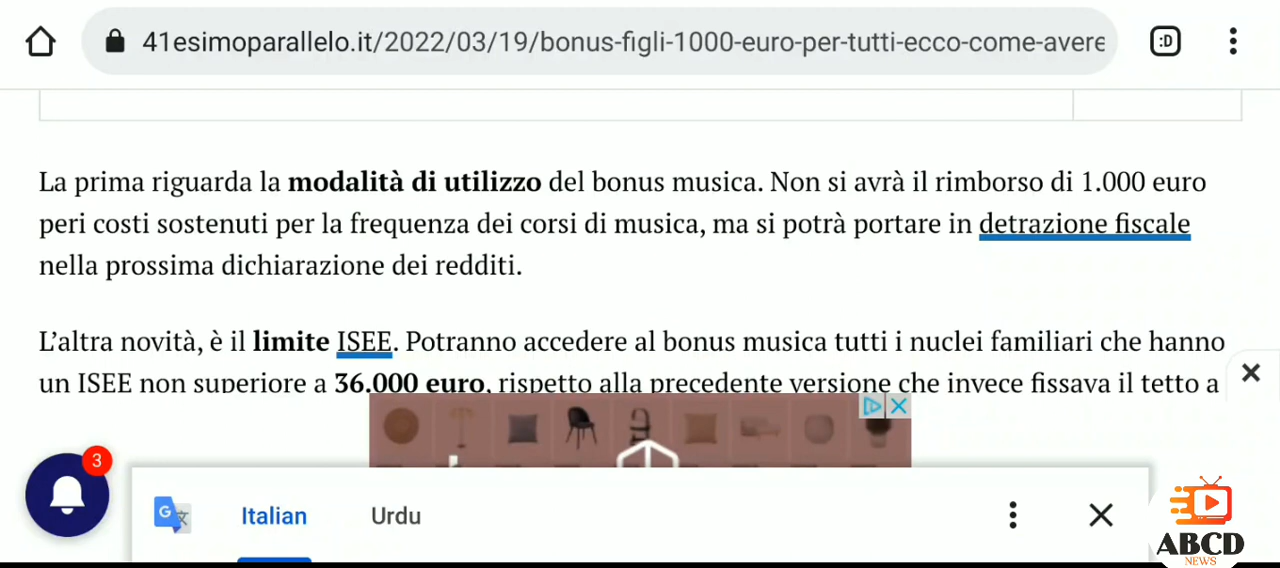 41esimoparallelo.it/2022/03/19/bonus-figli-1000-euro-per-tutti-ecco-come-avere
:D
La prima riguarda la modalità di utilizzo del bonus musica. Non si avrà il rimborso di 1.000 euro
peri costi sostenuti per la frequenza dei corsi di musica, ma si potrà portare in detrazione fiscale
nella prossima dichiarazione dei redditi.
L’altra novità, è il limite ISEE. Potranno accedere al bonus musica tutti i nuclei familiari che hanno
un ISEE non superiore a 36.000 euro, rispetto alla precedente versione che invece fissava il tetto a
3
G
Italian
Urdu
ABCD
NEWS